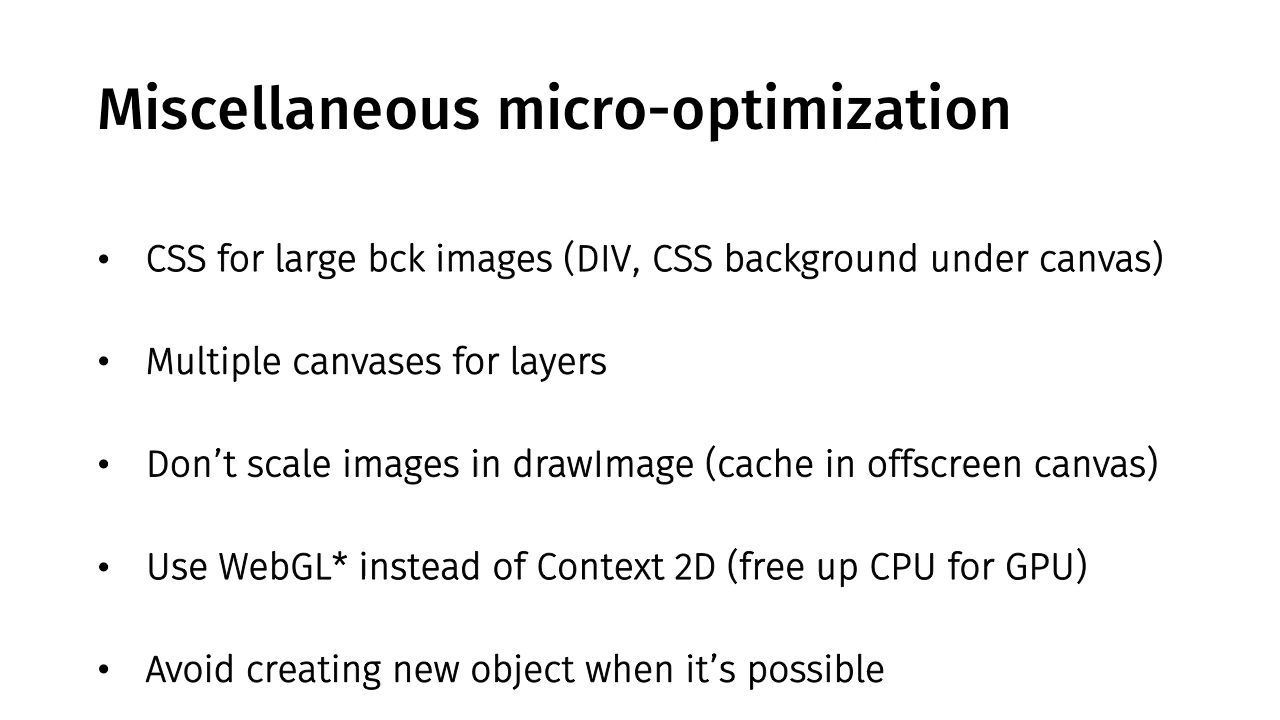 Miscellaneous micro-optimization
• CSS for large bck images (DIV, CSS background under canvas)
• Multiple canvases for layers
• Don’t scale images in drawImage (cache in offscreen canvas)
• Use WebGL* instead of Context 2D (free up CPU for GPU)
• Avoid creating new object when it’s possible